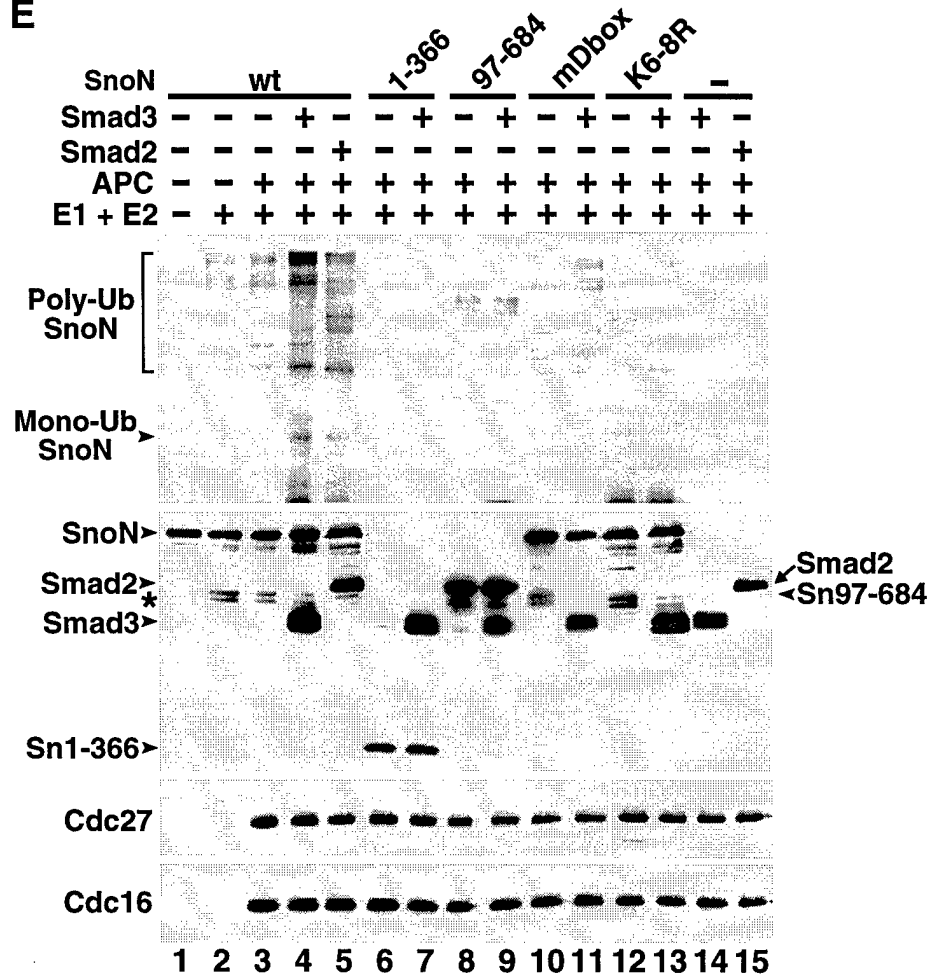 E
SnoN wt 1-366 97-684 mDbox K6-8R –
Smad3 – – – + – – + – + – + – + + –
Smad2 – – – – + – – – – – – – – – +
APC – – + + + + + + + + + + + + +
E1 + E2 – + + + + + + + + + + + + + +
Poly-Ub
SnoN
Mono-Ub
SnoN
SnoN
Smad2
*
Smad3
Smad2
Sn97-684
Sn1-366
Cdc27
Cdc16
1 2 3 4 5 6 7 8 9 10 11 12 13 14 15